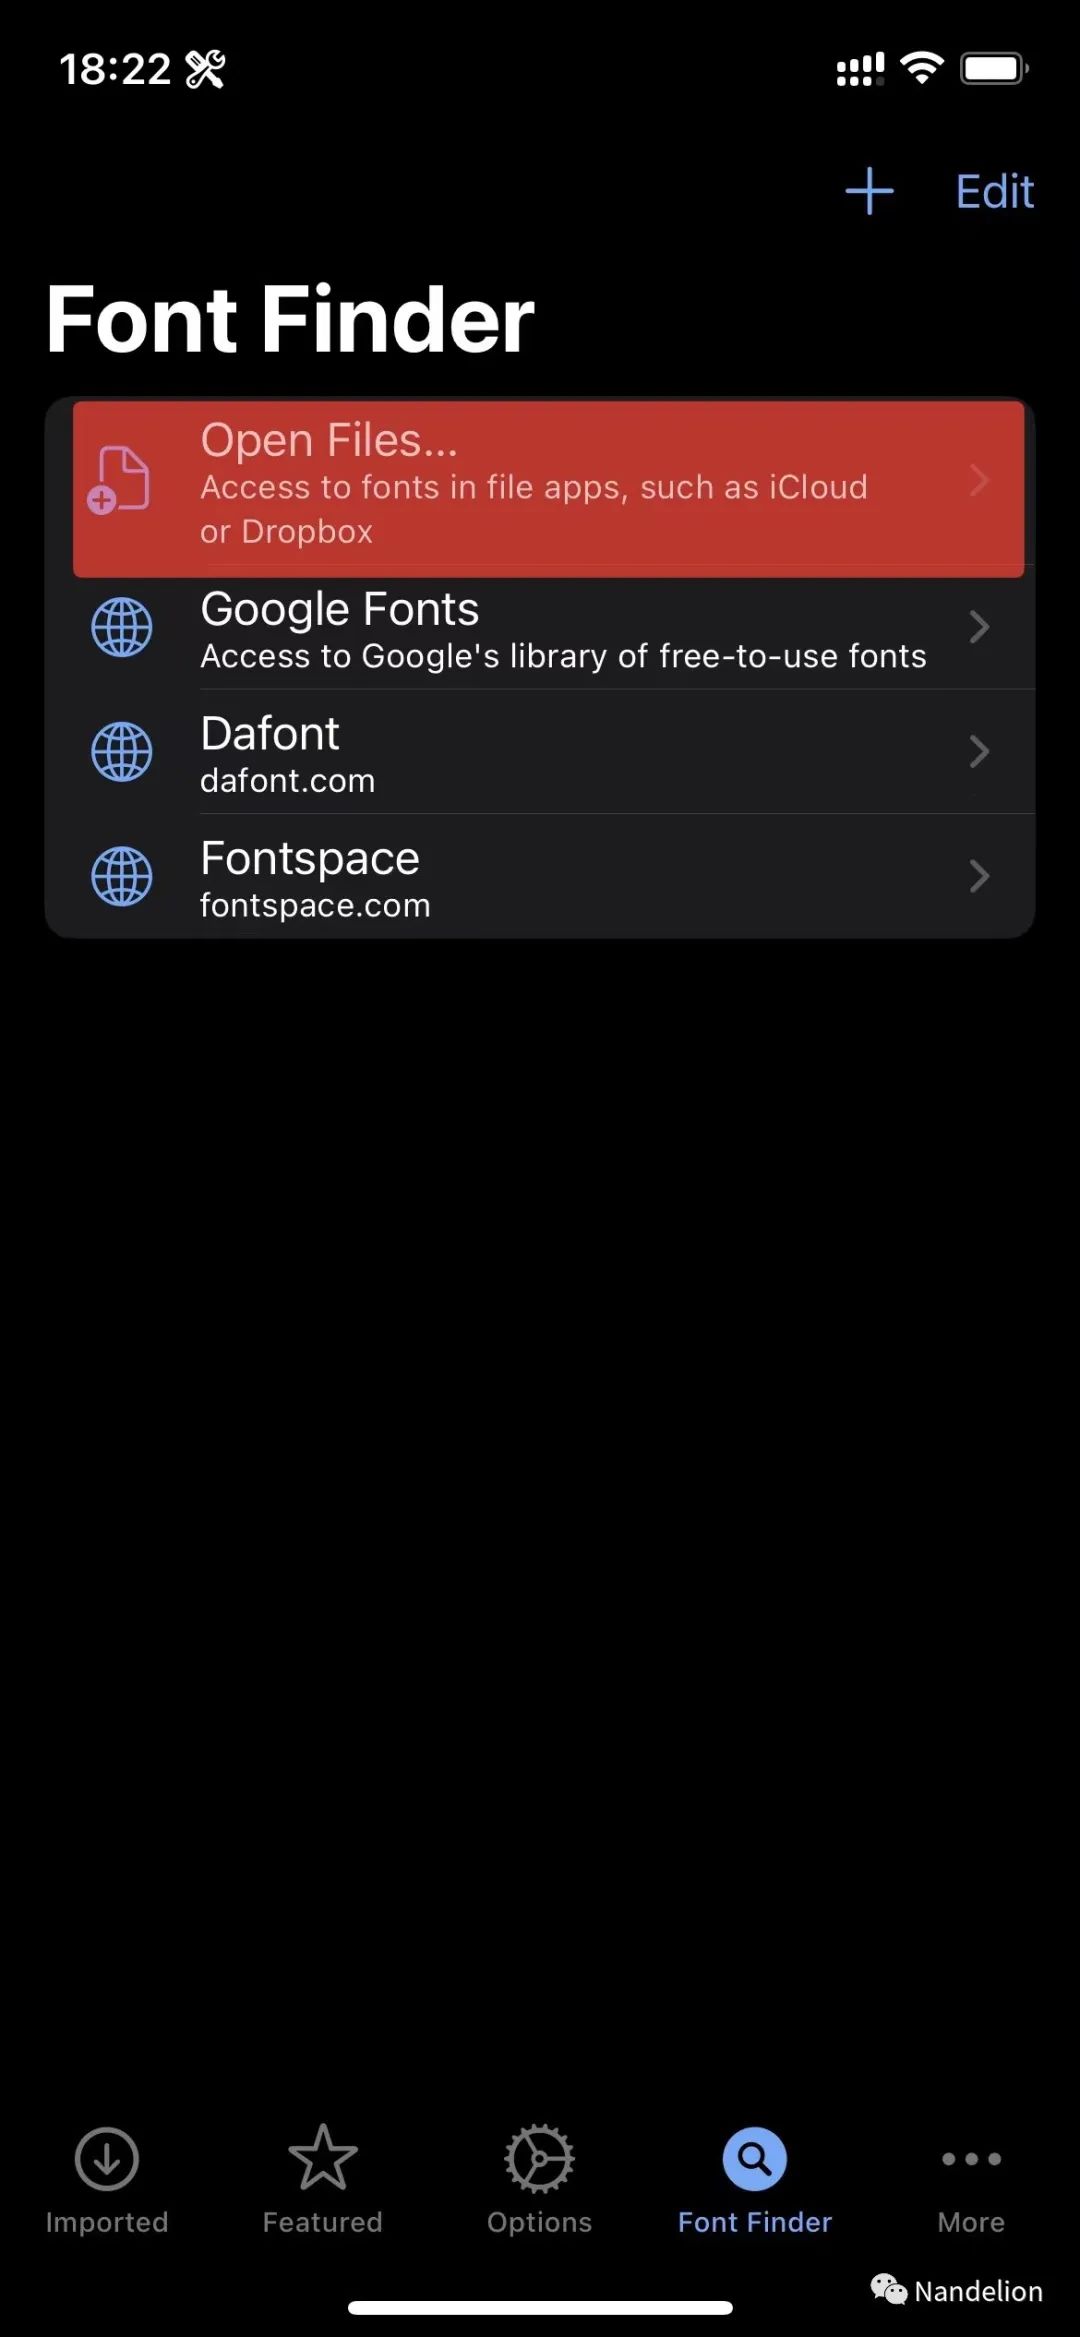 18:22
Edit
Font Finder
Open Files...
Access to fonts in file apps, such as iCloud
or Dropbox
Google Fonts
Access to Google's library of free-to-use fonts
Dafont
dafont.com
Fontspace
fontspace.com
Imported
Featured
Options
Font Finder
More
Nandelion